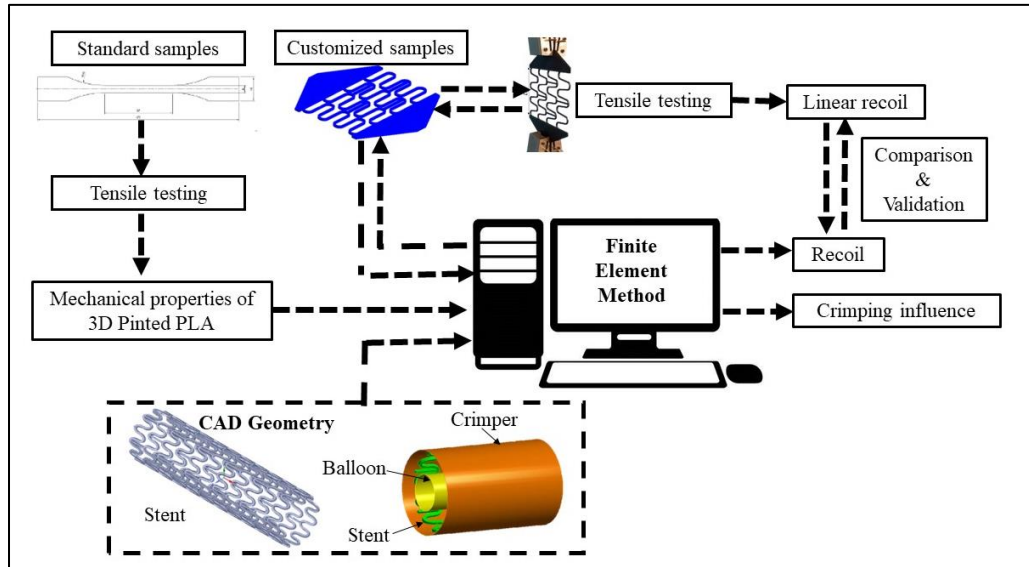 Standard samples
Customized samples
Tensile testing
Linear recoil
Comparison
&
Validation
Tensile testing
Finite
Element
Method
Recoil
Mechanical properties of
3D Pinted PLA
Crimping influence
CAD Geometry
Crimper
Balloon
Stent
Stent